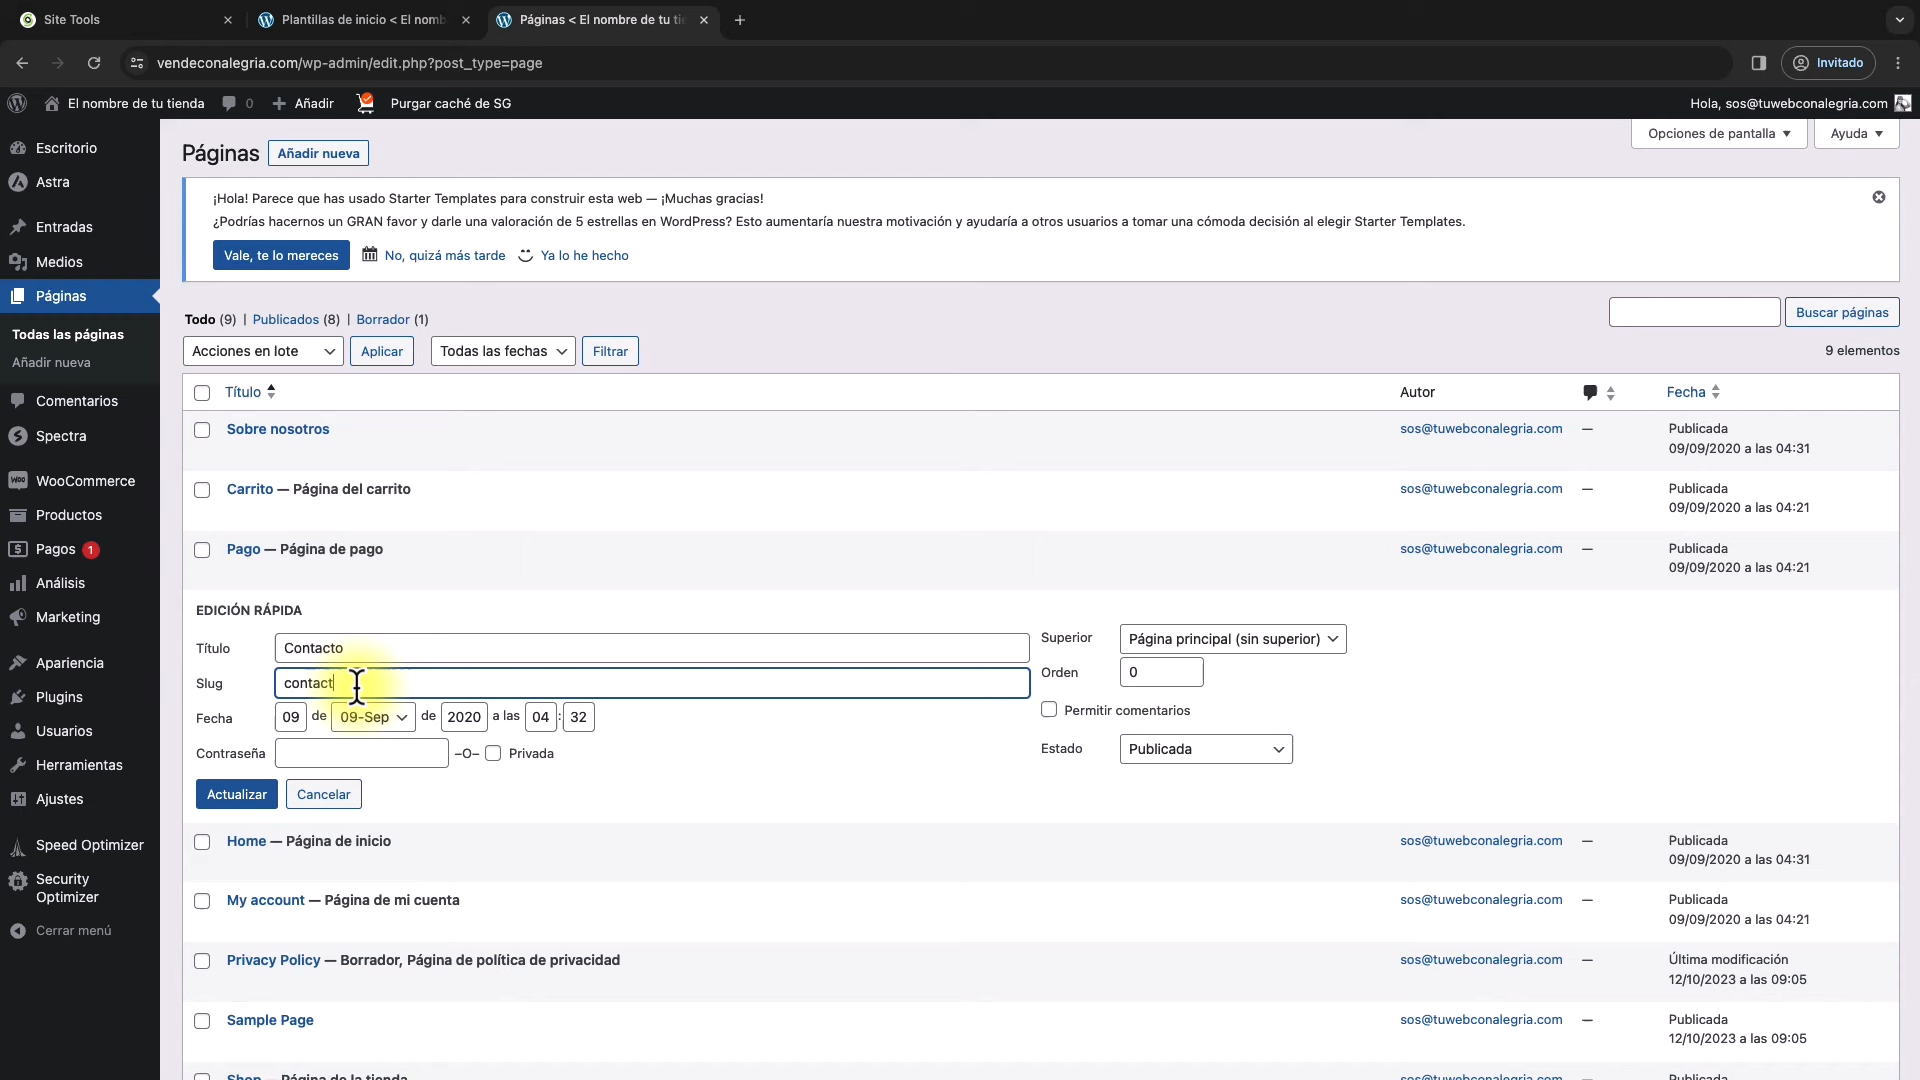 Site Tools
Plantillas de inicio < El nomb
Páginas < El nombre de tu ti
vendeconalegria.com/wp-admin/edit.php?post_type=page
Invitado
El nombre de tu tienda
0
Añadir
Purgar caché de SG
Hola, sos@tuwebconalegria.com
Escritorio
Astra
Entradas
Medios
Páginas
Todas las páginas
Añadir nueva
Comentarios
Spectra
WooCommerce
Productos
Pagos 1
Análisis
Marketing
Apariencia
Plugins
Usuarios
Herramientas
Ajustes
Speed Optimizer
Security
Optimizer
Cerrar menú
Opciones de pantalla
Ayuda
Páginas
Añadir nueva
¡Hola! Parece que has usado Starter Templates para construir esta web — ¡Muchas gracias!
¿Podrías hacernos un GRAN favor y darle una valoración de 5 estrellas en WordPress? Esto aumentaría nuestra motivación y ayudaría a otros usuarios a tomar una cómoda decisión al elegir Starter Templates.
Vale, te lo mereces
No, quizá más tarde
Ya lo he hecho
Todo (9) | Publicados (8) | Borrador (1)
Buscar páginas
Acciones en lote
Aplicar
Todas las fechas
Filtrar
9 elementos
Título
Autor
Fecha
Sobre nosotros
sos@tuwebconalegria.com
—
Publicada
09/09/2020 a las 04:31
Carrito — Página del carrito
sos@tuwebconalegria.com
—
Publicada
09/09/2020 a las 04:21
Pago — Página de pago
sos@tuwebconalegria.com
—
Publicada
09/09/2020 a las 04:21
EDICIÓN RÁPIDA
Título
Contacto
Slug
contact
Fecha
09 de 09-Sep de 2020 a las 04 : 32
Contraseña
–O–
Privada
Superior
Página principal (sin superior)
Orden
0
Permitir comentarios
Estado
Publicada
Actualizar
Cancelar
Home — Página de inicio
sos@tuwebconalegria.com
—
Publicada
09/09/2020 a las 04:31
My account — Página de mi cuenta
sos@tuwebconalegria.com
—
Publicada
09/09/2020 a las 04:21
Privacy Policy — Borrador, Página de política de privacidad
sos@tuwebconalegria.com
—
Última modificación
12/10/2023 a las 09:05
Sample Page
sos@tuwebconalegria.com
—
Publicada
12/10/2023 a las 09:05
Shop — Página de la tienda
sos@tuwebconalegria.com
Publicada